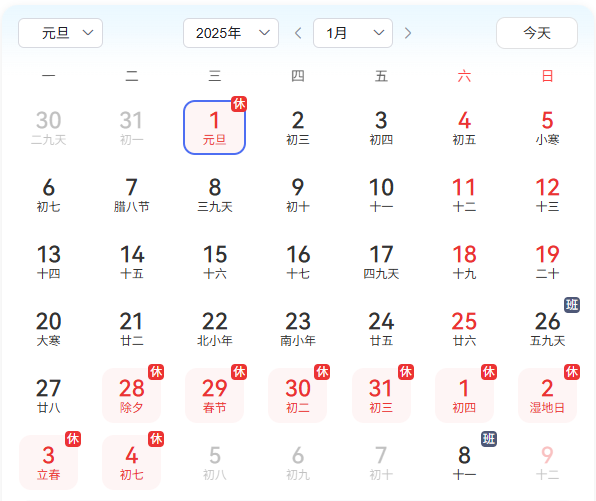 元旦 2025年 1月 今天
一 二 三 四 五 六 日
休
30 31 1 2 3 4 5
二九天 初一 元旦 初三 初四 初五 小寒
6 7 8 9 10 11 12
初七 腊八节 三九天 初十 十一 十二 十三
13 14 15 16 17 18 19
十四 十五 十六 十七 四九天 十九 二十
班
20 21 22 23 24 25 26
大寒 廿二 北小年 南小年 廿五 廿六 五九天
休 休 休 休 休 休
27 28 29 30 31 1 2
廿八 除夕 春节 初二 初三 初四 湿地日
休 休 班
3 4 5 6 7 8 9
立春 初七 初八 初九 初十 十一 十二